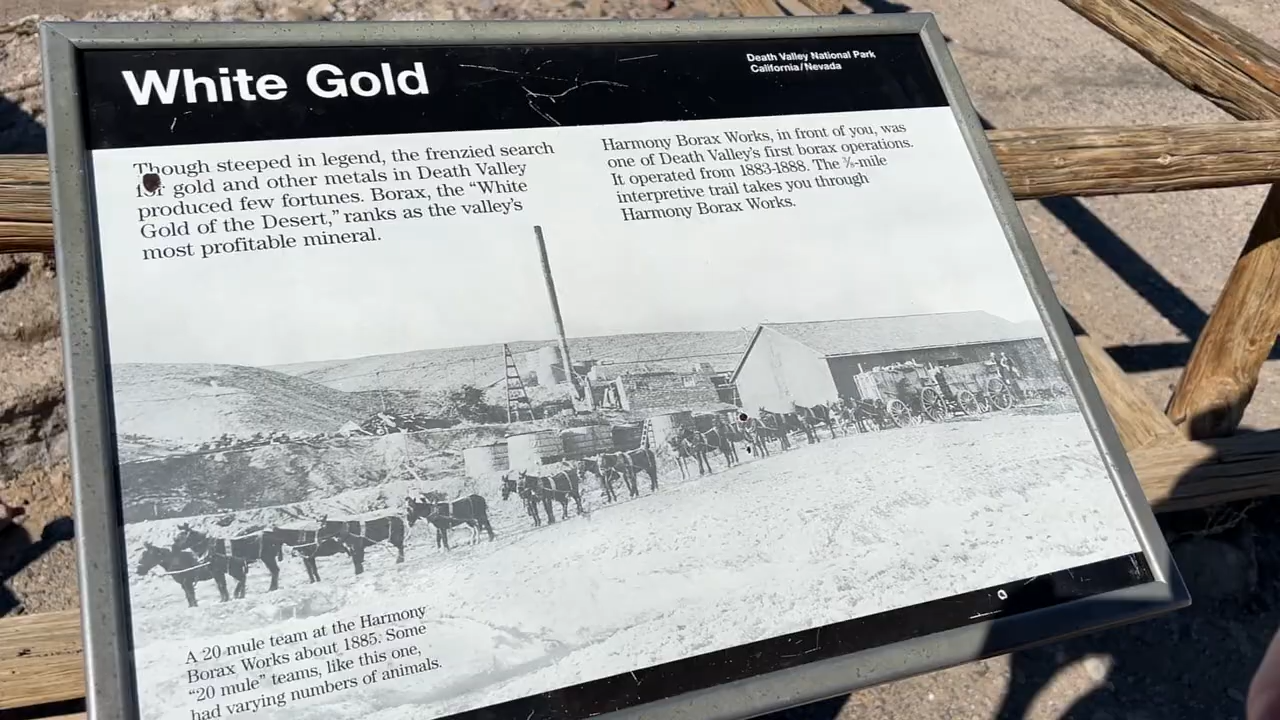 White Gold
Death Valley National Park
California/Nevada
Though steeped in legend, the frenzied search
for gold and other metals in Death Valley
produced few fortunes. Borax, the “White
Gold of the Desert,” ranks as the valley’s
most profitable mineral.
Harmony Borax Works, in front of you, was
one of Death Valley’s first borax operations.
It operated from 1883-1888. The
-mile
interpretive trail takes you through
Harmony Borax Works.
A 20 mule team at the Harmony
Borax Works about 1885. Some
“20 mule” teams, like this one,
had varying numbers of animals.